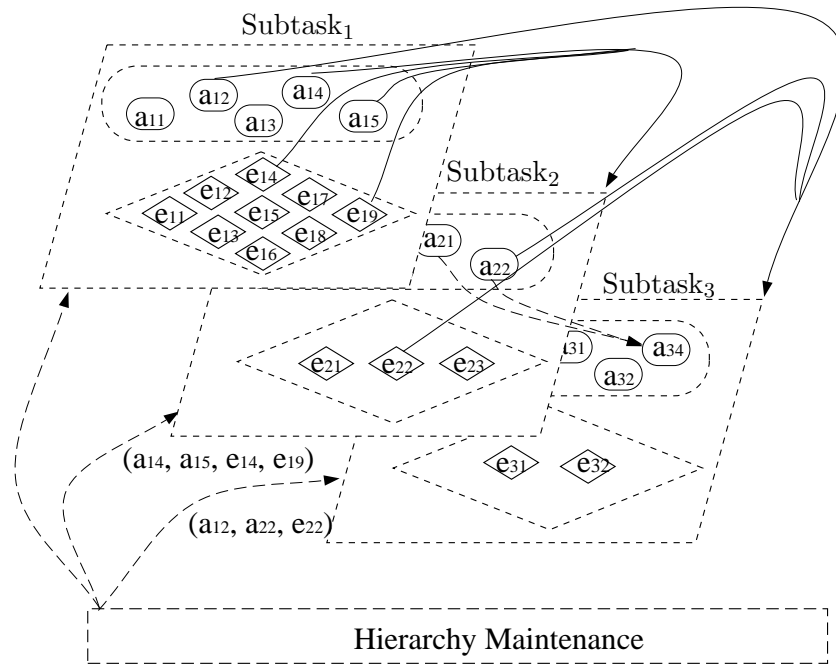 Subtask₁
a₁₄
a₁₂
a₁₁
a₁₃
a₁₅
e₁₄
e₁₂
e₁₇
e₁₁
e₁₅
e₁₉
e₁₃
e₁₈
e₁₆
Subtask₂
a₂₁
a₂₂
Subtask₃
a₃₁
a₃₄
a₃₂
e₂₁
e₂₂
e₂₃
e₃₁
e₃₂
(a₁₄, a₁₅, e₁₄, e₁₉)
(a₁₂, a₂₂, e₂₂)
Hierarchy Maintenance